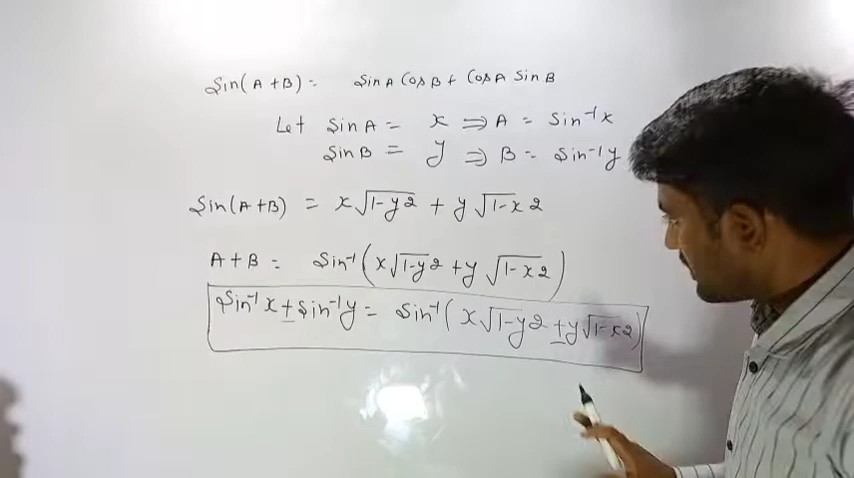 Sin(A+B) = Sin A Cos B + Cos A Sin B
Let Sin A = x ⇒ A = Sin⁻¹x
Sin B = y ⇒ B = Sin⁻¹y
Sin(A+B) = x√1-y2 + y√1-x2
A+B = Sin⁻¹(x√1-y2 + y√1-x2)
Sin⁻¹x ± Sin⁻¹y = Sin⁻¹(x√1-y2 ± y√1-x2)